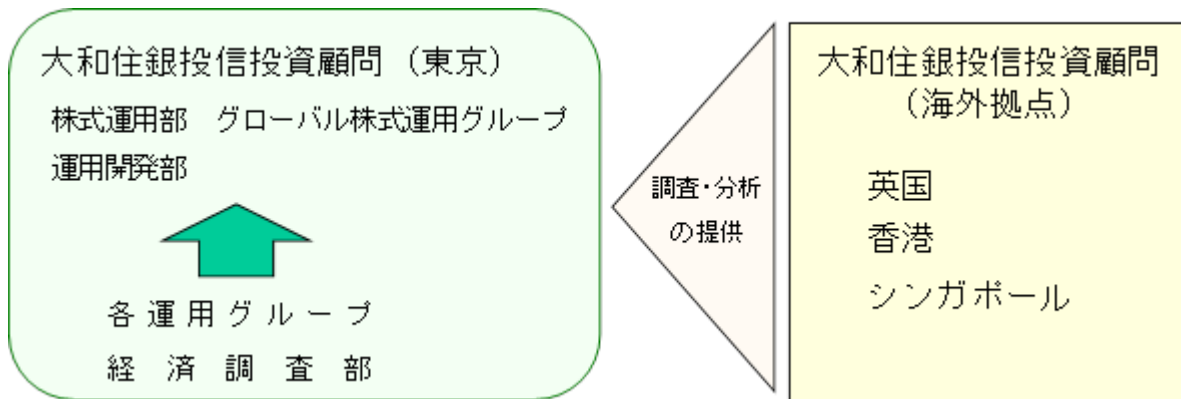 大和住銀投信投資顧問（東京）
株式運用部　グローバル株式運用グループ
運用開発部
各運用グループ
経済調査部
調査・分析
の提供
大和住銀投信投資顧問
（海外拠点）
英国
香港
シンガポール